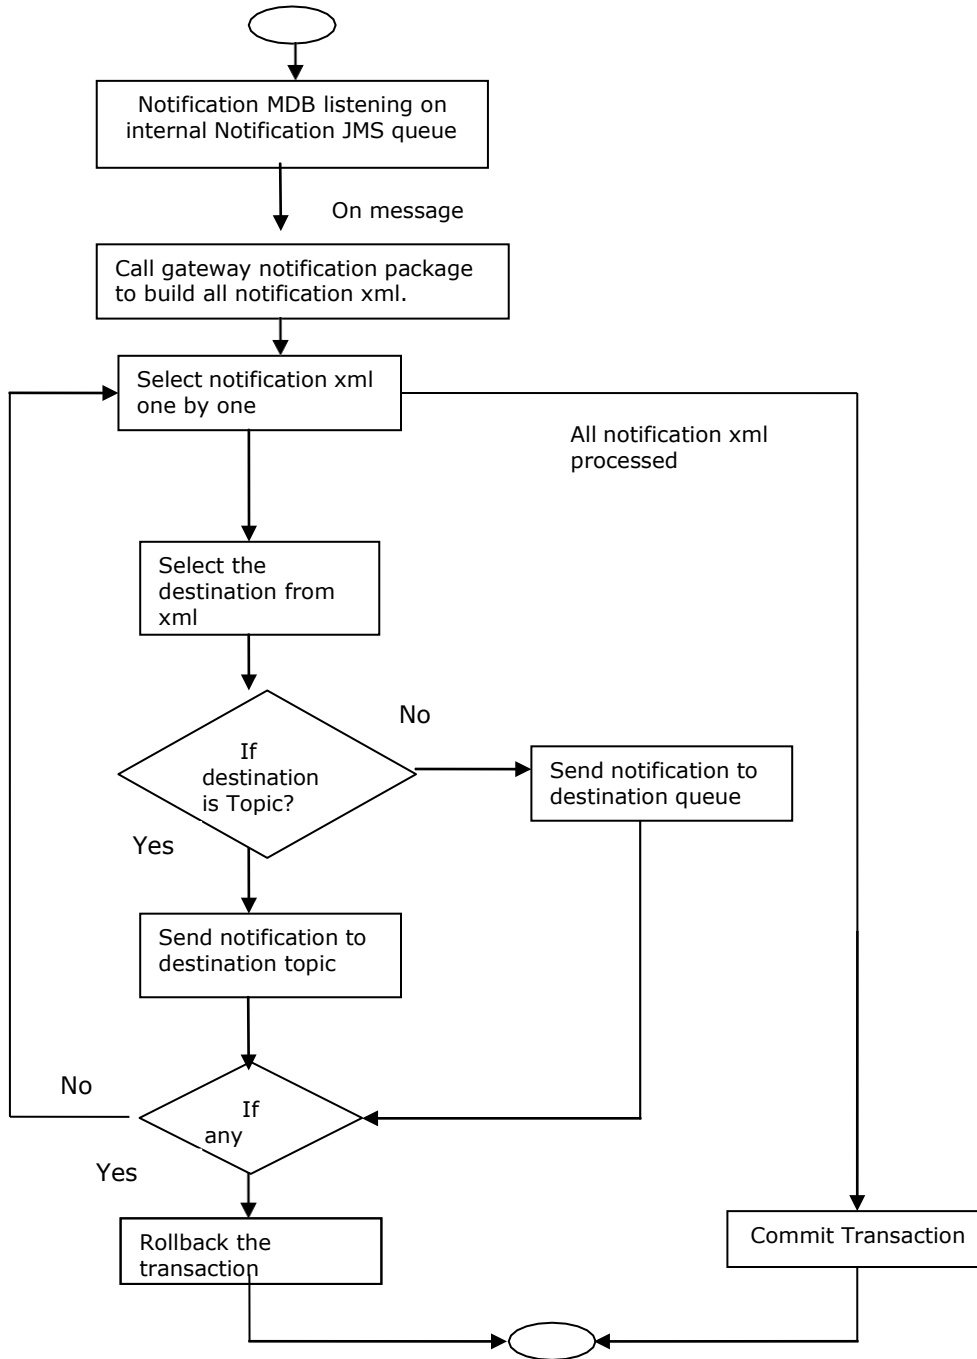 Notification MDB listening on
internal Notification JMS queue
On message
Call gateway notification package
to build all notification xml.
Select notification xml
one by one
All notification xml
processed
Select the
destination from
xml
No
If
destination
is Topic?
Send notification to
destination queue
Yes
Send notification to
destination topic
No
If
any
Yes
Rollback the
transaction
Commit Transaction